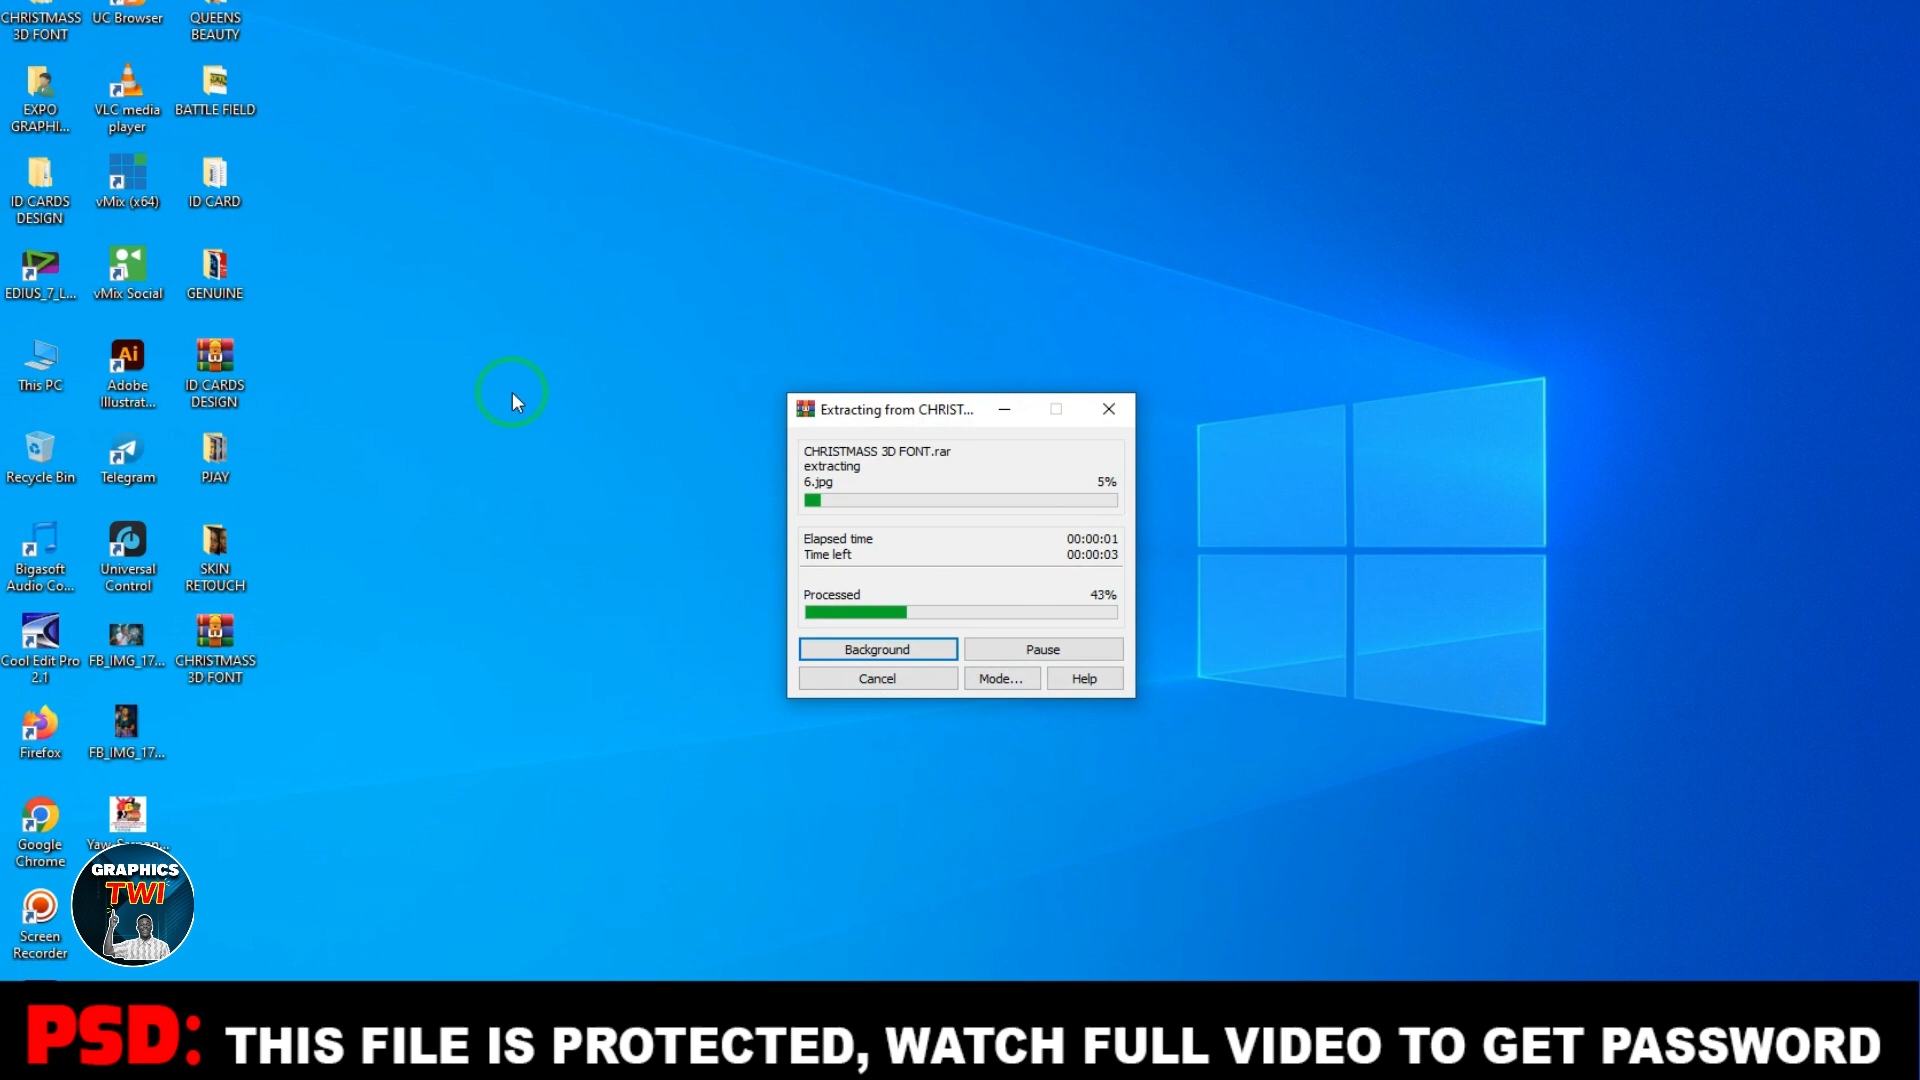 CHRISTMASS
3D FONT
UC Browser
QUEENS
BEAUTY
EXPO
GRAPHI...
VLC media
player
BATTLE FIELD
ID CARDS
DESIGN
vMix (x64)
ID CARD
EDIUS_7_L...
vMix Social
GENUINE
This PC
Ai
Adobe
Illustrat...
ID CARDS
DESIGN
Recycle Bin
Telegram
PJAY
Bigasoft
Audio Co...
Universal
Control
SKIN
RETOUCH
Cool Edit Pro
2.1
FB_IMG_17...
CHRISTMASS
3D FONT
Firefox
FB_IMG_17...
Google
Chrome
Screen
Recorder
GRAPHICS
TWI
Extracting from CHRIST...
CHRISTMASS 3D FONT.rar
extracting
6.jpg 5%
Elapsed time 00:00:01
Time left 00:00:03
Processed 43%
Background Pause
Cancel Mode... Help
PSD: THIS FILE IS PROTECTED, WATCH FULL VIDEO TO GET PASSWORD